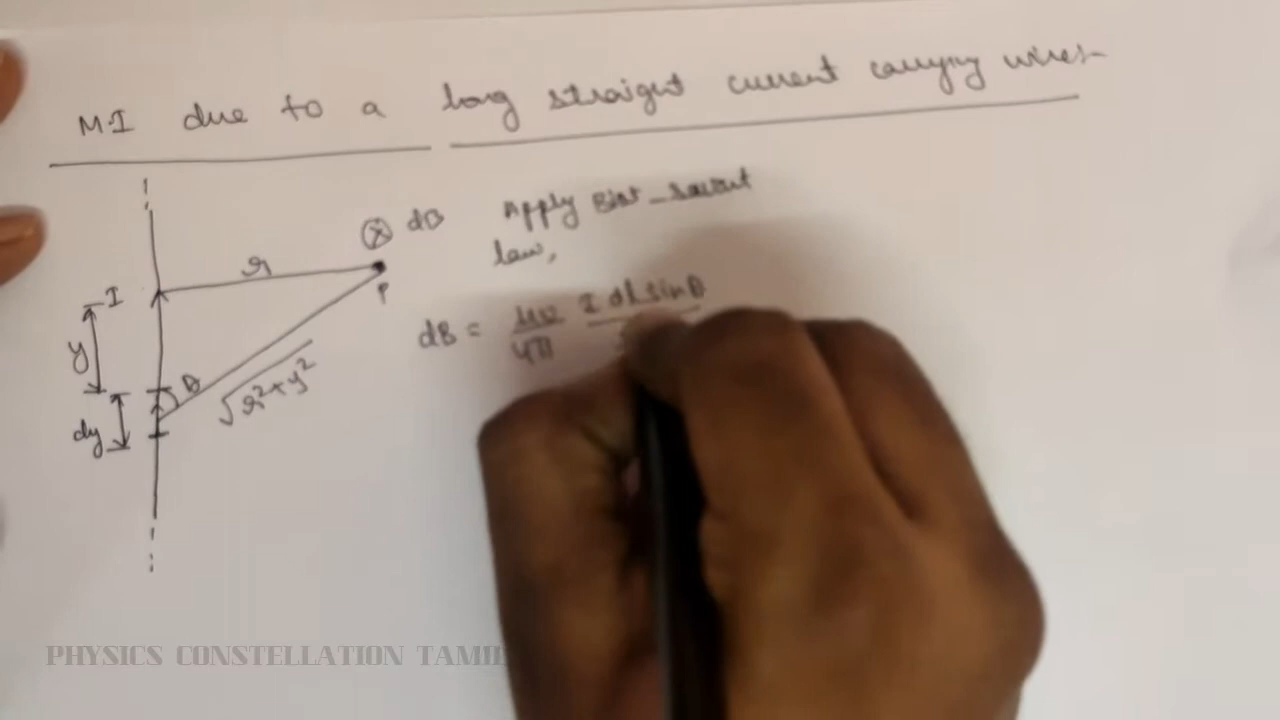 MI due to a long straight current carrying wire:-
⊗ dB
Apply Biot-Savart
law,
r
I
P
dB = μ0/4π I dl sinθ
y
θ
√r²+y²
dy
PHYSICS CONSTELLATION TAMIL